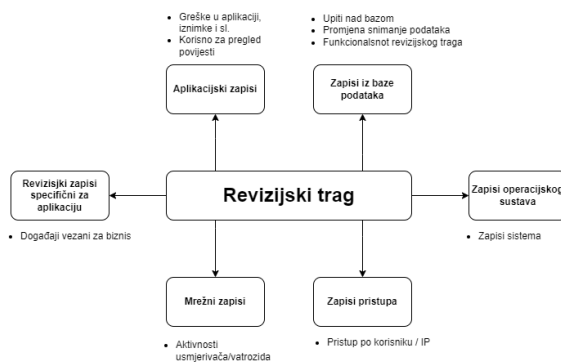 • Greške u aplikaciji,
iznimke i sl.
• Korisno za pregled
povijesti
• Upiti nad bazom
• Promjena snimanje podataka
• Funkcionalsnot revizijskog traga
Aplikacijski zapisi
Zapisi iz baze
podataka
Revizisjki zapisi
specifični za
aplikaciju
Revizijski trag
Zapisi operacijskog
sustava
• Događaji vezani za biznis
• Zapisi sistema
Mrežni zapisi
Zapisi pristupa
• Aktivnosti
usmjerivača/vatrozida
• Pristup po korisniku / IP